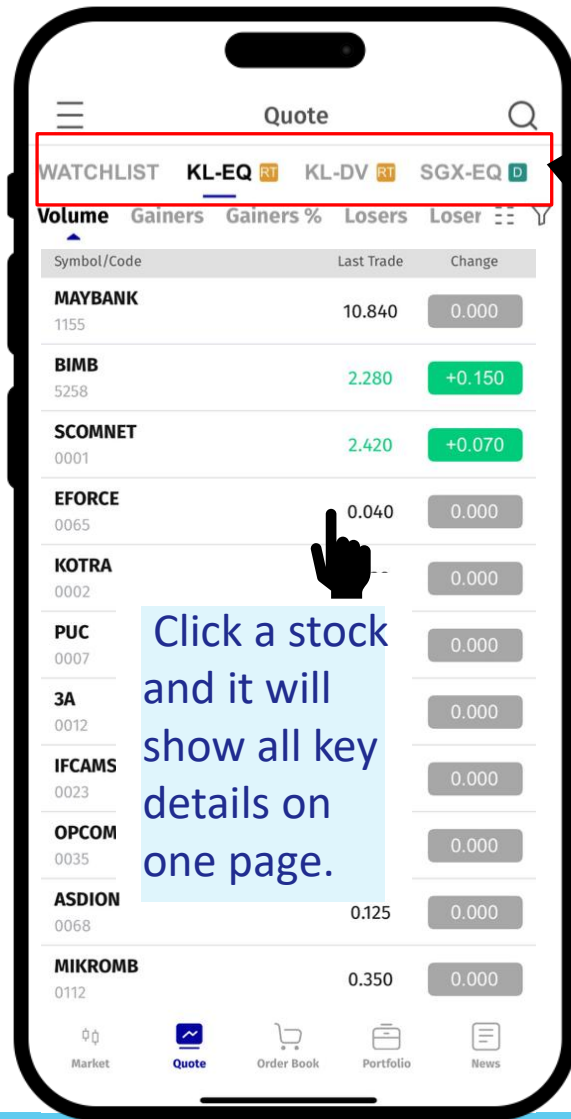 Quote
WATCHLIST KL-EQ RT KL-DV RT SGX-EQ D
Volume Gainers Gainers % Losers Loser
Symbol/Code Last Trade Change
MAYBANK
1155
10.840 0.000
BIMB
5258
2.280 +0.150
SCOMNET
0001
2.420 +0.070
EFORCE
0065
0.040 0.000
KOTRA
0002
0.000
PUC
0007
0.000
3A
0012
0.000
IFCAMS
0023
0.000
OPCOM
0035
0.000
ASDION
0068
0.125 0.000
MIKROMB
0112
0.350 0.000
Click a stock
and it will
show all key
details on
one page.
Market Quote Order Book Portfolio News